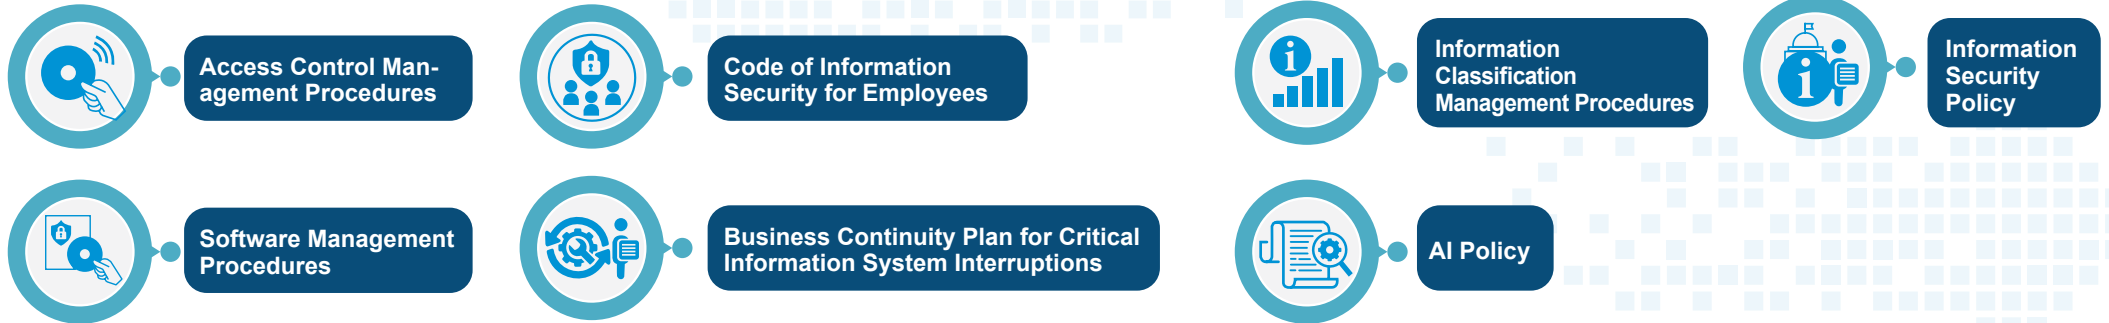 Access Control Man-
agement Procedures
Code of Information
Security for Employees
Information
Classification
Management Procedures
Information
Security
Policy
Software Management
Procedures
Business Continuity Plan for Critical
Information System Interruptions
AI Policy